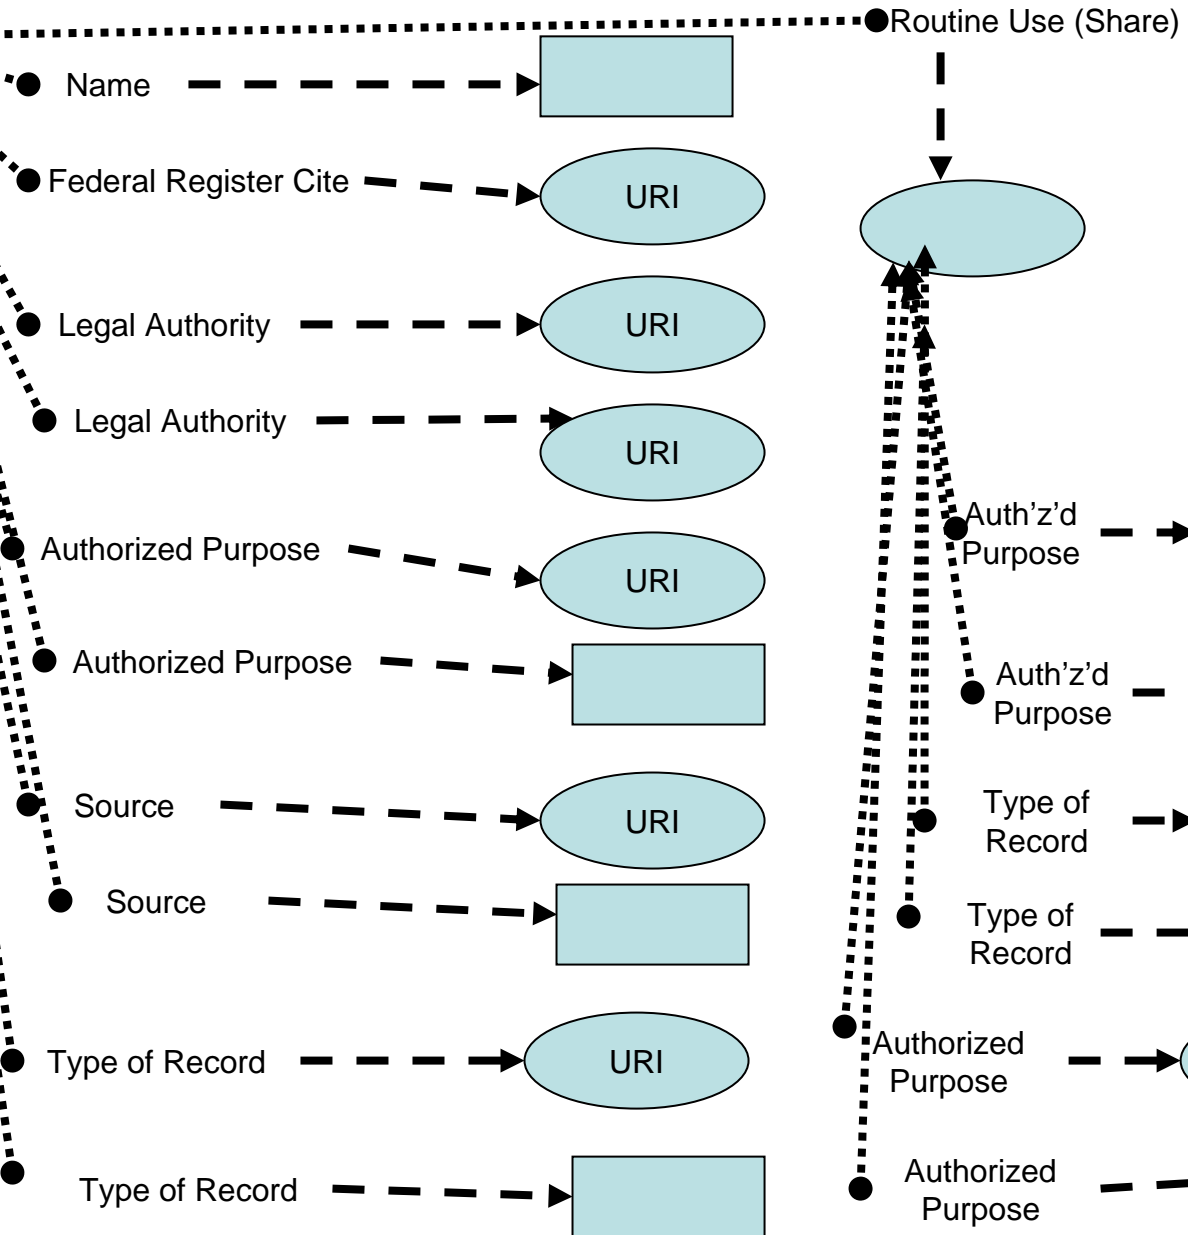 Routine Use (Share)
Name
Federal Register Cite
URI
Legal Authority
URI
Legal Authority
URI
Authorized Purpose
URI
Authorized Purpose
Source
URI
Source
Type of Record
URI
Type of Record
Auth'z'd
Purpose
Auth'z'd
Purpose
Type of
Record
Type of
Record
Authorized
Purpose
Authorized
Purpose